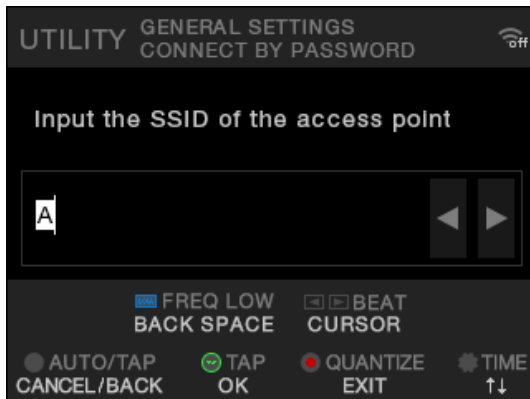 UTILITY GENERAL SETTINGS
CONNECT BY PASSWORD
off
Input the SSID of the access point
A
LOW FREQ LOW BEAT
BACK SPACE CURSOR
AUTO/TAP TAP QUANTIZE TIME
CANCEL/BACK OK EXIT ↑↓